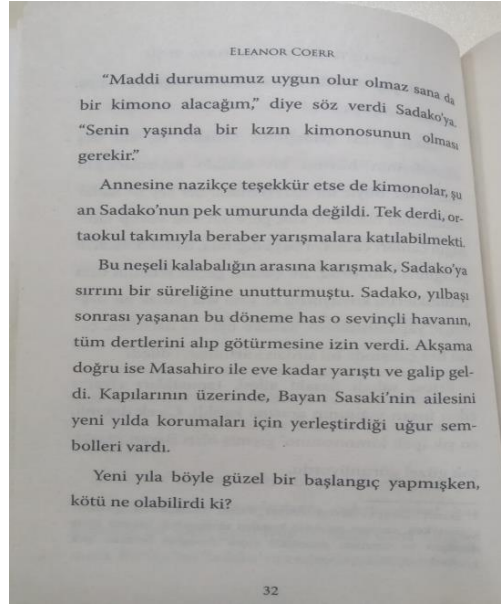 ELEANOR COERR
"Maddi durumumuz uygun olur olmaz sana da
bir kimono alacağım," diye söz verdi Sadako'ya.
"Senin yaşında bir kızın kimonosunun olması
gerekir."
Annesine nazikçe teşekkür etse de kimonolar, şu
an Sadako'nun pek umurunda değildi. Tek derdi, or-
taokul takımıyla beraber yarışmalara katılabilmekti.
Bu neşeli kalabalığın arasına karışmak, Sadako'ya
sırrını bir süreliğine unutturmuştu. Sadako, yılbaşı
sonrası yaşanan bu döneme has o sevinçli havanın,
tüm dertlerini alıp götürmesine izin verdi. Akşama
doğru ise Masahiro ile eve kadar yarıştı ve galip gel-
di. Kapılarının üzerinde, Bayan Sasaki'nin ailesini
yeni yılda korumaları için yerleştirdiği uğur sem-
bolleri vardı.
Yeni yıla böyle güzel bir başlangıç yapmışken,
kötü ne olabilirdi ki?
32